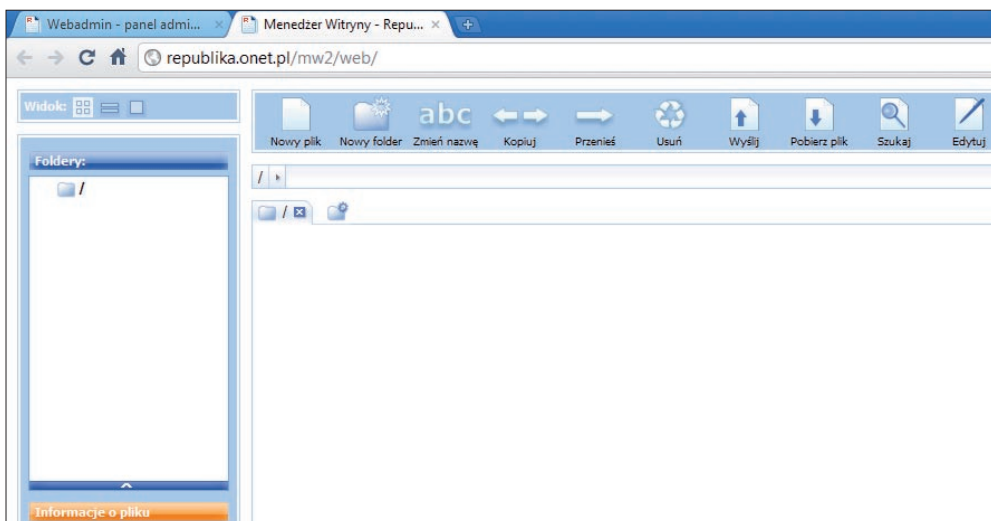 Webadmin - panel admi...
Menedżer Witryny - Repu...
republika.onet.pl/mw2/web/
Widok:
Nowy plik Nowy folder Zmień nazwę Kopiuj Przenieś Usuń Wyślij Pobierz plik Szukaj Edytuj
abc
Foldery:
/
/
/
Informacje o pliku